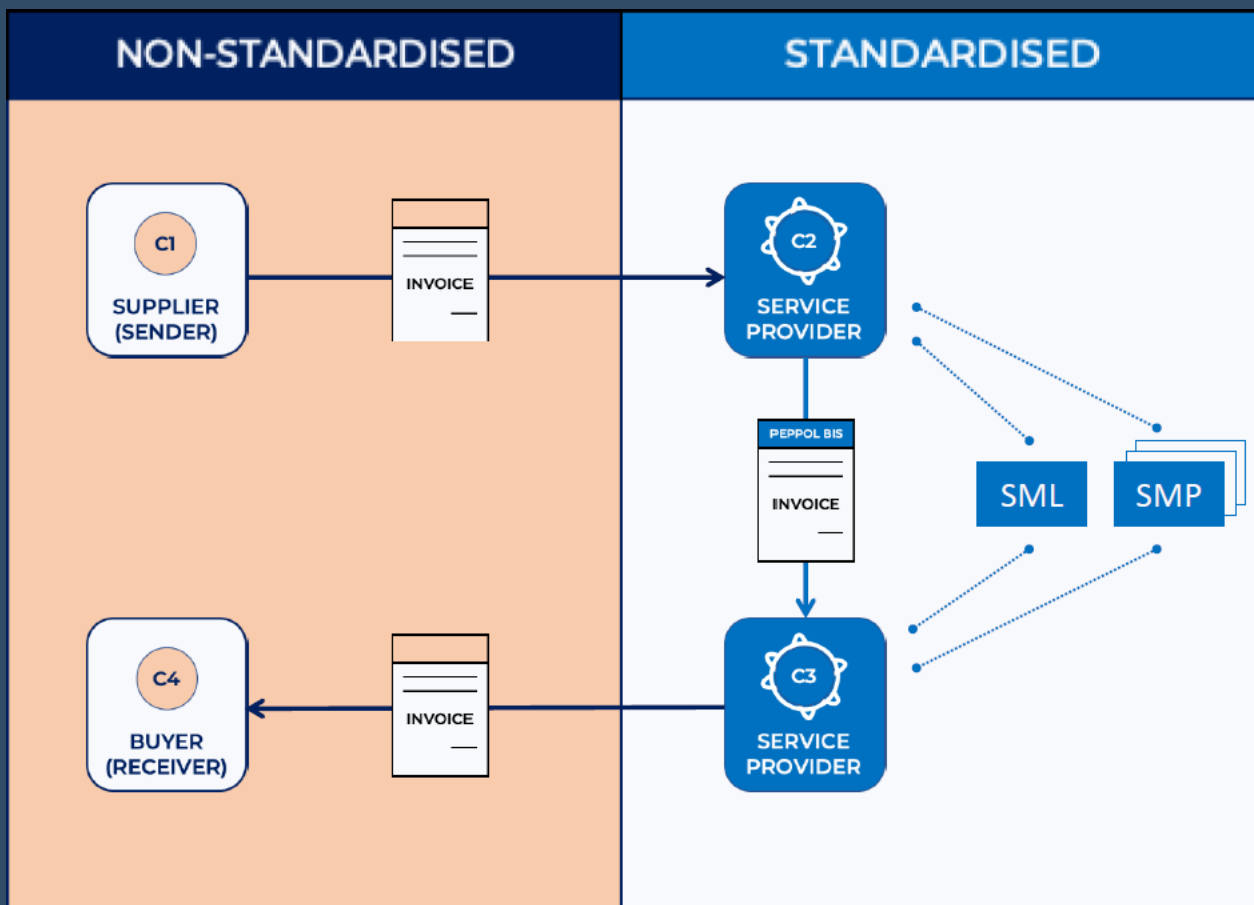 NON-STANDARDISED
STANDARDISED
C1
SUPPLIER
(SENDER)
INVOICE
C2
SERVICE
PROVIDER
PEPPOL BIS
INVOICE
SML
SMP
C4
BUYER
(RECEIVER)
INVOICE
C3
SERVICE
PROVIDER